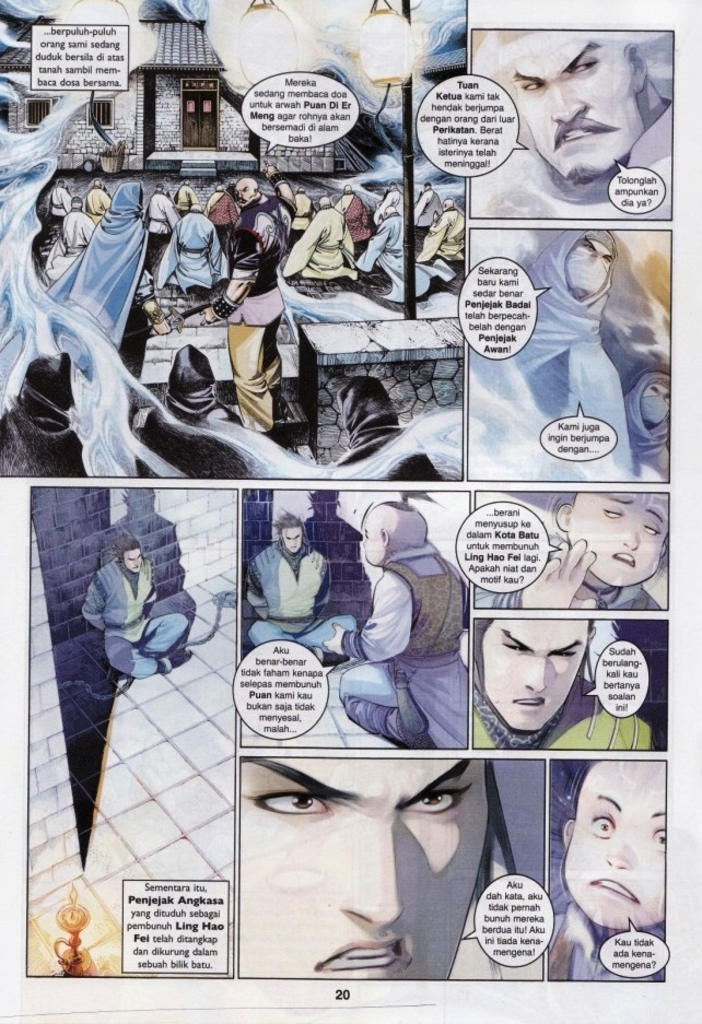 ...berpuluh-puluh
orang sami sedang
duduk bersila di atas
tanah sambil mem-
baca dosa bersama.
Mereka
sedang membaca doa
untuk arwah Puan Di Er
Meng agar rohnya akan
bersemadi di alam
baka!
Tuan
Ketua kami tak
hendak berjumpa
dengan orang dari luar
Perikatan. Berat
hatinya kerana
isterinya telah
meninggal!
Tolonglah
ampunkan
dia ya?
Sekarang
baru kami
sedar benar
Penjejak Badai
telah berpecah-
belah dengan
Penjejak
Awan!
Kami juga
ingin berjumpa
dengan....
Sementara itu,
Penjejak Angkasa
yang dituduh sebagai
pembunuh Ling Hao
Fei telah ditangkap
dan dikurung dalam
sebuah bilik batu.
Aku
benar-benar
tidak faham kenapa
selepas membunuh
Puan kami kau
bukan saja tidak
menyesal,
malah...
...berani
menyusup ke
dalam Kota Batu
untuk membunuh
Ling Hao Fei lagi.
Apakah niat dan
motif kau?
Sudah
berulang-
kali kau
bertanya
soalan
ini!
Aku
dah kata, aku
tidak pernah
bunuh mereka
berdua itu! Aku
ini tiada kena-
mengena!
Kau tidak
ada kena-
mengena?
20